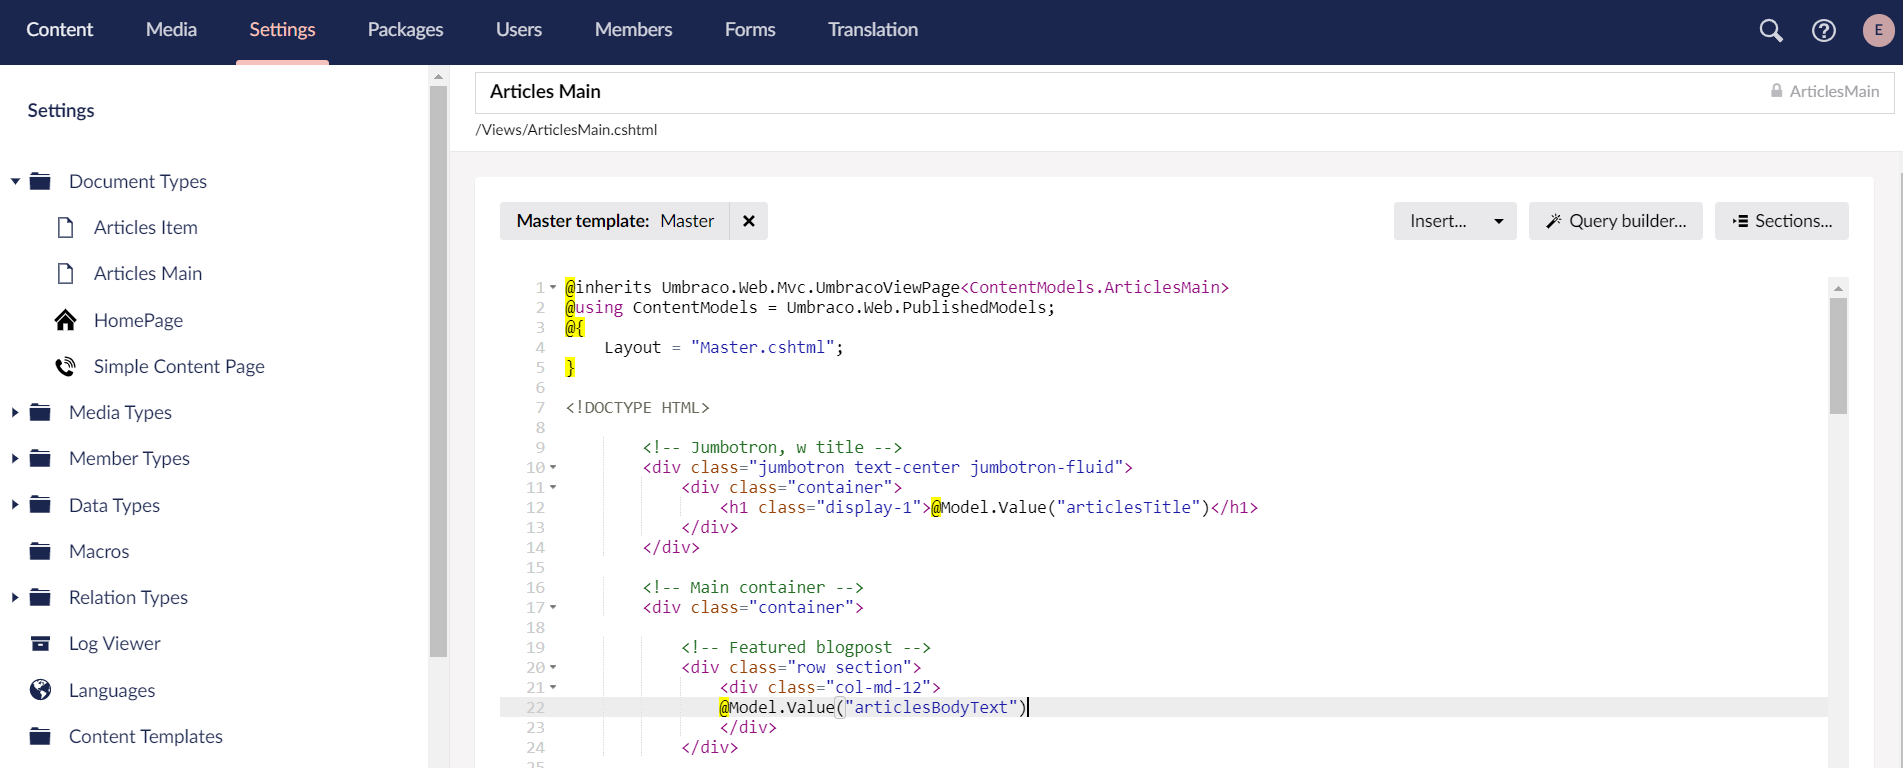 Content Media Settings Packages Users Members Forms Translation E
Settings
Document Types
Articles Item
Articles Main
HomePage
Simple Content Page
Media Types
Member Types
Data Types
Macros
Relation Types
Log Viewer
Languages
Content Templates
Articles Main ArticlesMain
/Views/ArticlesMain.cshtml
Master template: Master Insert... Query builder... Sections...
1 @inherits Umbraco.Web.Mvc.UmbracoViewPage<ContentModels.ArticlesMain>
2 @using ContentModels = Umbraco.Web.PublishedModels;
3 @{
4 Layout = "Master.cshtml";
5 }
6
7 <!DOCTYPE HTML>
8
9 <!-- Jumbotron, w title -->
10 <div class="jumbotron text-center jumbotron-fluid">
11 <div class="container">
12 <h1 class="display-1">@Model.Value("articlesTitle")</h1>
13 </div>
14 </div>
15
16 <!-- Main container -->
17 <div class="container">
18
19 <!-- Featured blogpost -->
20 <div class="row section">
21 <div class="col-md-12">
22 @Model.Value("articlesBodyText")
23 </div>
24 </div>
25